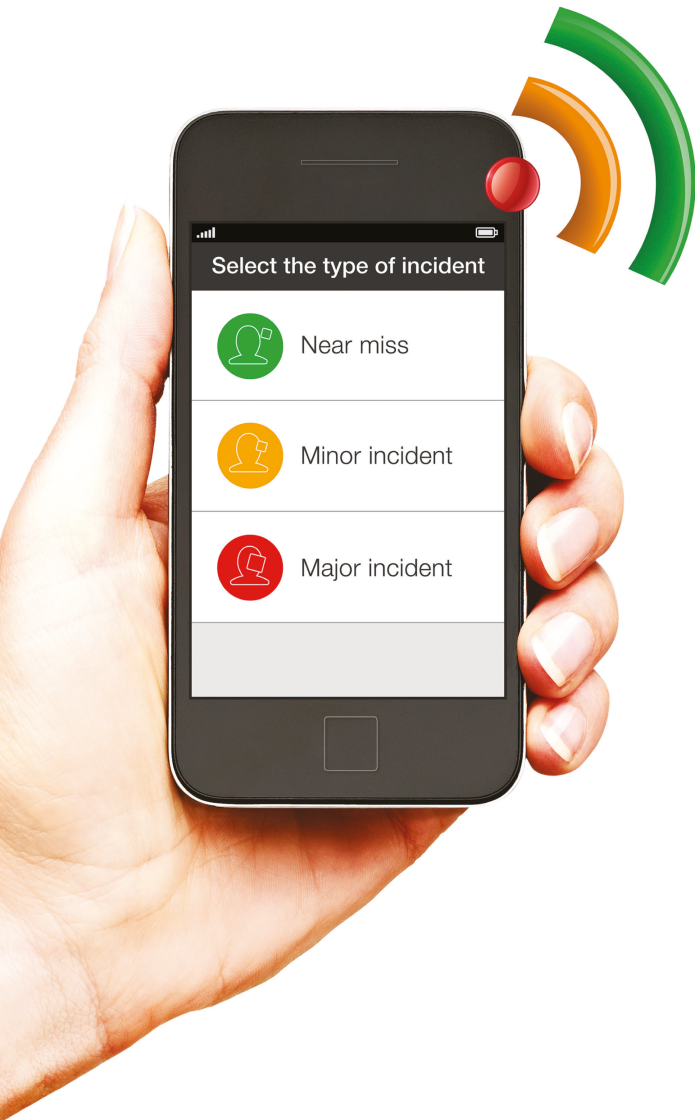 Select the type of incident
Near miss
Minor incident
Major incident